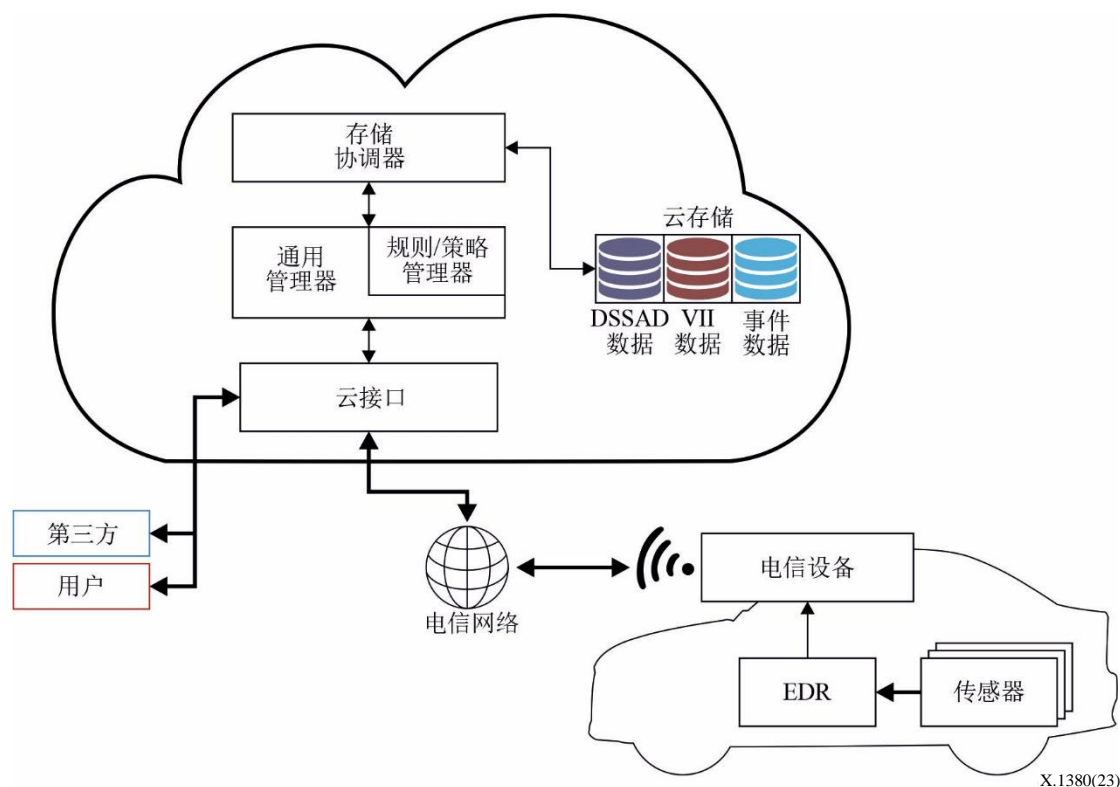 存储
协调器
通用
管理器
规则/策略
管理器
云存储
DSSAD
数据
VII
数据
事件
数据
云接口
第三方
用户
电信网络
电信设备
EDR
传感器
X.1380(23)